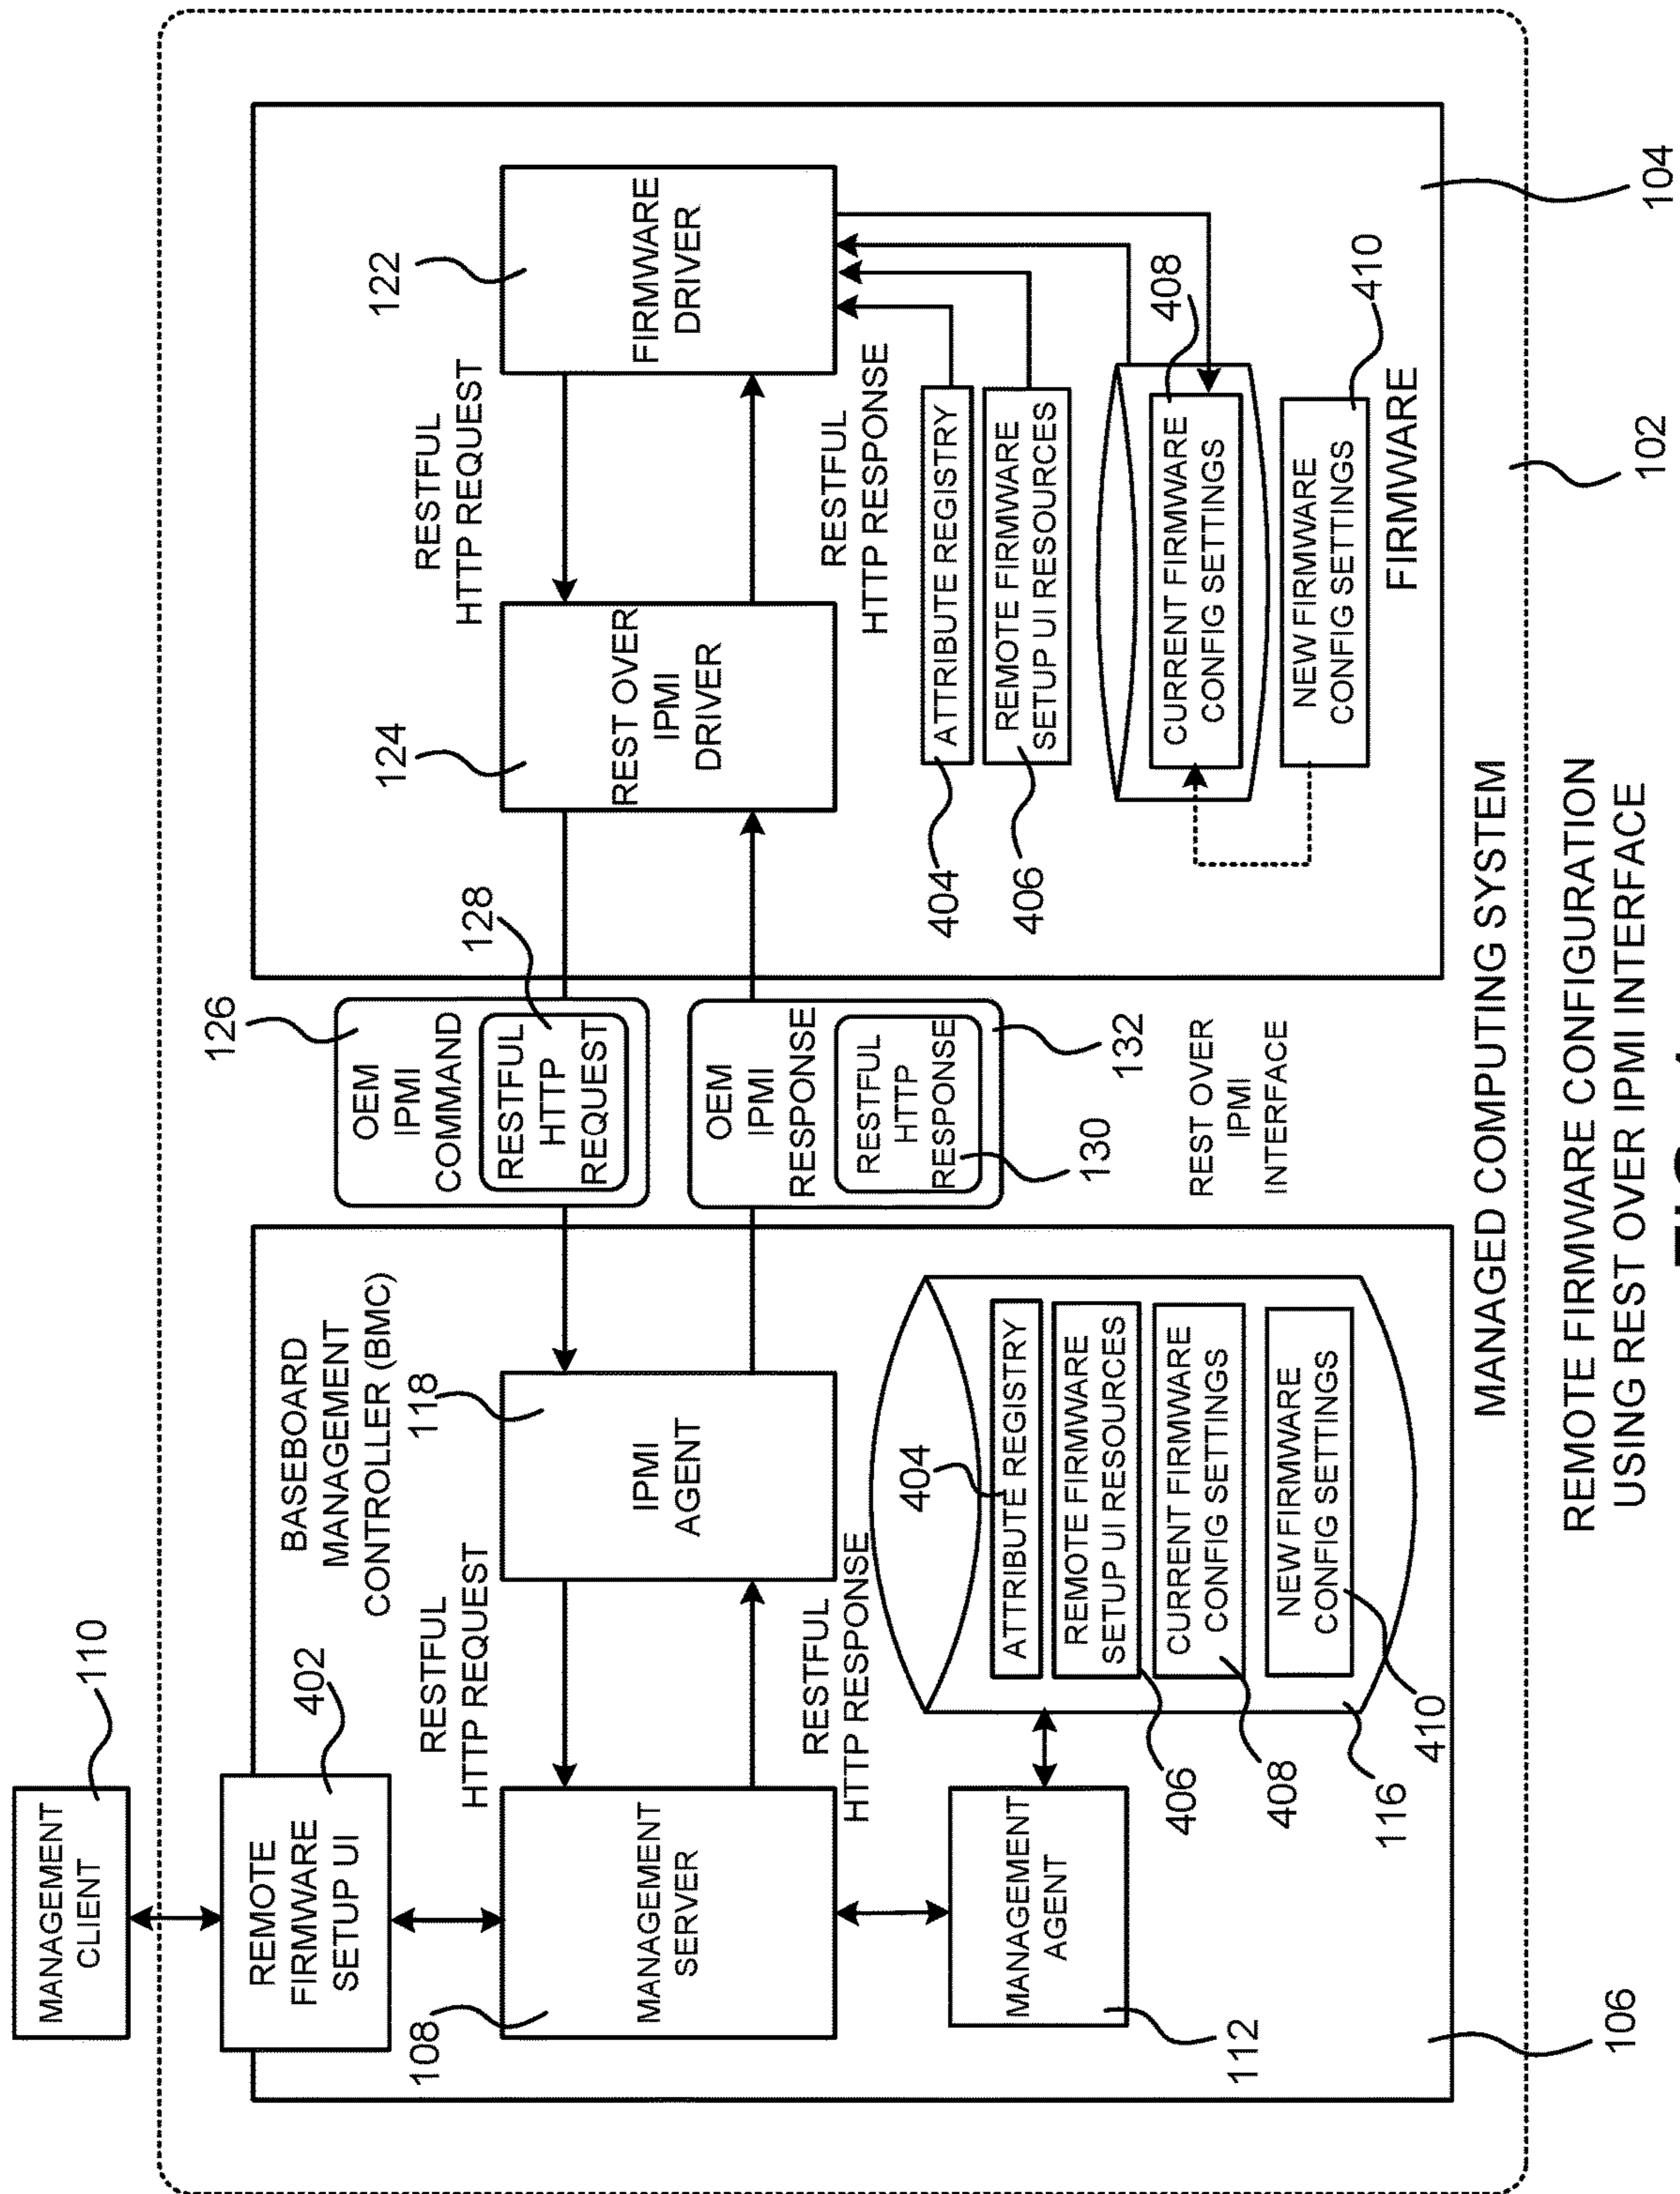 110
MANAGEMENT
CLIENT
402
REMOTE
FIRMWARE
SETUP UI
BASEBOARD
MANAGEMENT
CONTROLLER (BMC)
108
MANAGEMENT
SERVER
RESTFUL
HTTP REQUEST
RESTFUL
HTTP RESPONSE
118
IPMI
AGENT
112
MANAGEMENT
AGENT
404
ATTRIBUTE REGISTRY
REMOTE FIRMWARE
SETUP UI RESOURCES
CURRENT FIRMWARE
CONFIG SETTINGS
NEW FIRMWARE
CONFIG SETTINGS
406
408
116
410
106
126
OEM
IPMI
COMMAND
128
RESTFUL
HTTP
REQUEST
OEM
IPMI
RESPONSE
RESTFUL
HTTP
RESPONSE
130
132
REST OVER
IPMI
INTERFACE
124
REST OVER
IPMI
DRIVER
RESTFUL
HTTP REQUEST
RESTFUL
HTTP RESPONSE
122
FIRMWARE
DRIVER
404
ATTRIBUTE REGISTRY
406
REMOTE FIRMWARE
SETUP UI RESOURCES
408
CURRENT FIRMWARE
CONFIG SETTINGS
410
NEW FIRMWARE
CONFIG SETTINGS
FIRMWARE
104
102
MANAGED COMPUTING SYSTEM
REMOTE FIRMWARE CONFIGURATION
USING REST OVER IPMI INTERFACE